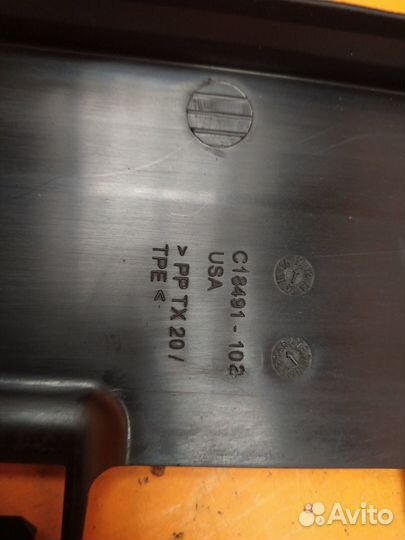 C18491 - 102
USA
> PP TX 20 /
TPE <
Avito